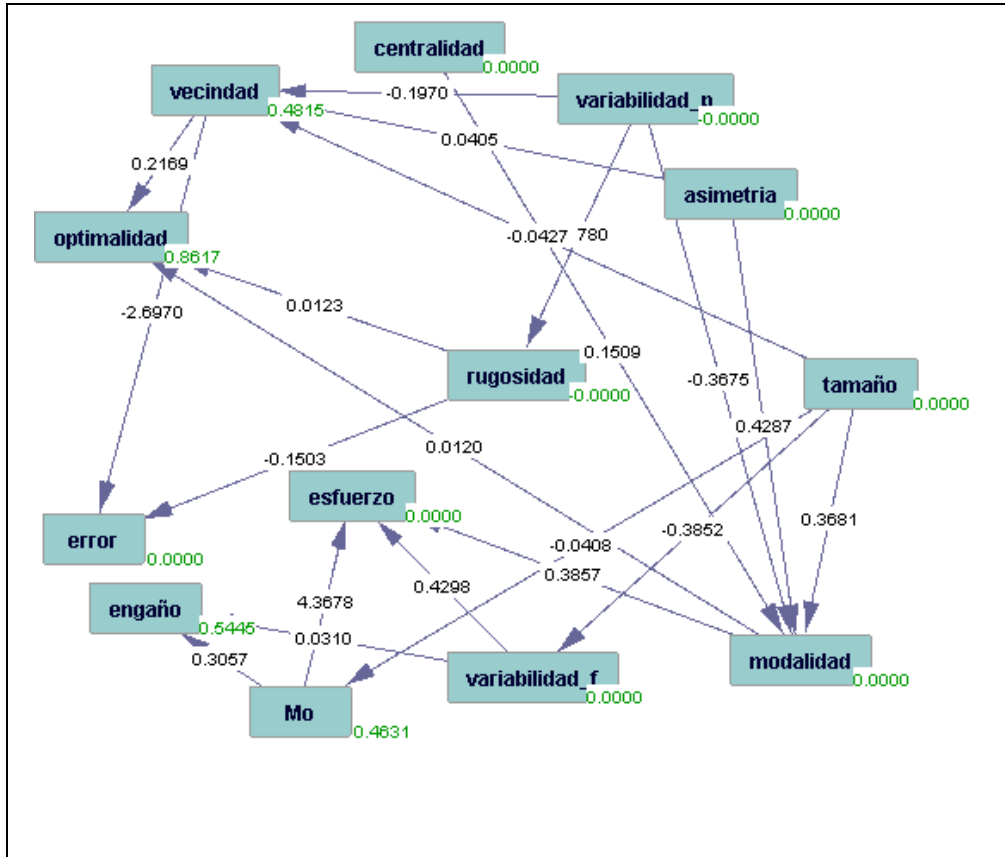 centralidad
0.0000
vecindad
0.4815
-0.1970
variabilidad_n
-0.0000
0.0405
0.2169
asimetria
0.0000
optimalidad
0.8617
-0.0427
780
-2.6970
0.0123
rugosidad
-0.0000
0.1509
-0.3675
tamaño
0.0000
0.4287
0.0120
-0.1503
esfuerzo
0.0000
0.3681
error
0.0000
-0.0408
-0.3852
0.3857
0.4298
4.3678
engaño
0.5445
0.0310
0.3057
variabilidad_f
0.0000
modalidad
0.0000
Mo
0.4631